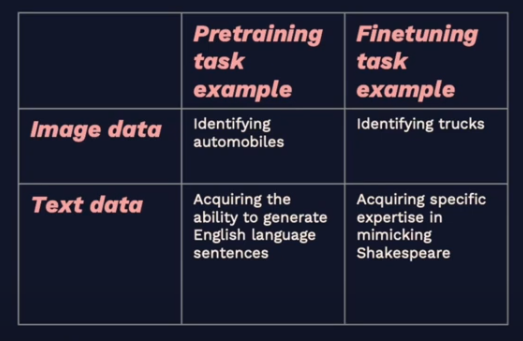 Pretraining
task
example
Finetuning
task
example
Image data
Identifying
automobiles
Identifying trucks
Text data
Acquiring the
ability to generate
English language
sentences
Acquiring specific
expertise in
mimicking
Shakespeare